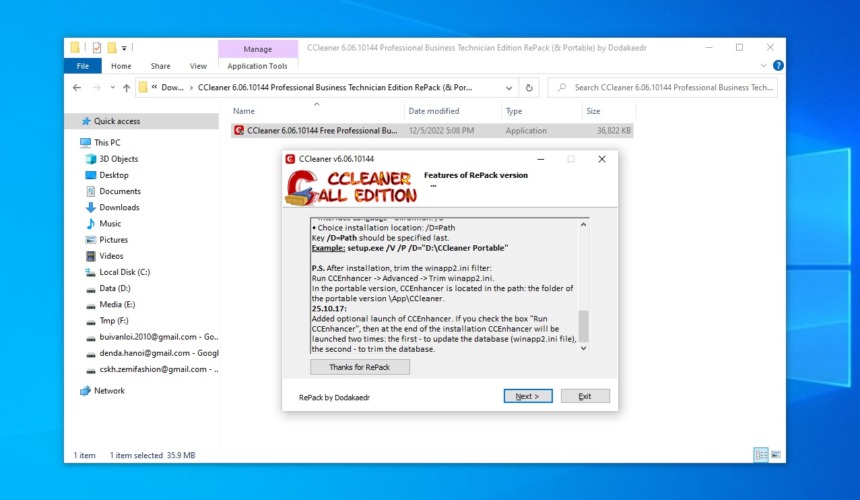 Manage
CCleaner 6.06.10144 Professional Business Technician Edition RePack (& Portable) by Dodakaedr
File
Home
Share
View
Application Tools
« Dow... › CCleaner 6.06.10144 Professional Business Technician Edition RePack (& Por...
Search CCleaner 6.06.10144 Professional Business Tech...
Name
Date modified
Type
Size
Quick access
CCleaner 6.06.10144 Free Professional Bu...
12/5/2022 5:08 PM
Application
36,822 KB
This PC
3D Objects
Desktop
Documents
Downloads
Music
Pictures
Videos
Local Disk (C:)
Data (D:)
Media (E:)
Tmp (F:)
buivanloi.2010@gmail.com - Go...
denda.hanoi@gmail.com - Googl
cskh.zemifashion@gmail.com - ...
Network
CCleaner v6.06.10144
CCLEANER
ALL EDITION
Features of RePack version
...
• Choice installation location: /D=Path
Key /D=Path should be specified last.
Example: setup.exe /V /P /D="D:\CCleaner Portable"
P.S. After installation, trim the winapp2.ini filter:
Run CCEnhancer -> Advanced -> Trim winapp2.ini.
In the portable version, CCEnhancer is located in the path: the folder of
the portable version \App\CCleaner.
25.10.17:
Added optional launch of CCEnhancer. If you check the box "Run
CCEnhancer", then at the end of the installation CCEnhancer will be
launched two times: the first - to update the database (winapp2.ini file),
the second - to trim the database.
Thanks for RePack
RePack by Dodakaedr
Next >
Exit
1 item
1 item selected 35.9 MB